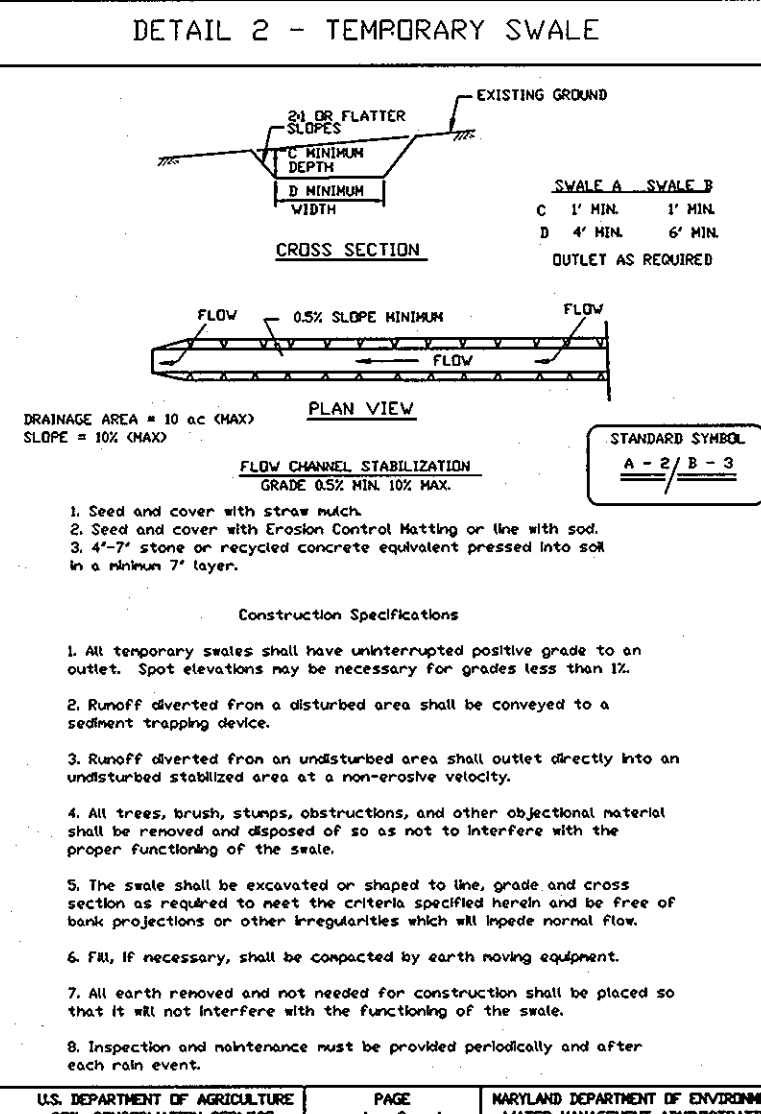 DETAIL 2 - TEMPORARY SWALE
EXISTING GROUND
2:1 OR FLATTER
SLOPES
C MINIMUM
DEPTH
D MINIMUM
WIDTH
CROSS SECTION
SWALE A SWALE B
C 1' MIN. 1' MIN.
D 4' MIN. 6' MIN.
OUTLET AS REQUIRED
FLOW
0.5% SLOPE MINIMUM
FLOW
FLOW
PLAN VIEW
DRAINAGE AREA = 10 ac (MAX)
SLOPE = 10% (MAX)
STANDARD SYMBOL
A - 2 / B - 3
FLOW CHANNEL STABILIZATION
GRADE 0.5% MIN. 10% MAX.
1. Seed and cover with straw mulch.
2. Seed and cover with Erosion Control Matting or line with sod.
3. 4"-7" stone or recycled concrete equivalent pressed into soil
in a minimum 7" layer.
Construction Specifications
1. All temporary swales shall have uninterrupted positive grade to an
outlet. Spot elevations may be necessary for grades less than 1%.
2. Runoff diverted from a disturbed area shall be conveyed to a
sediment trapping device.
3. Runoff diverted from an undisturbed area shall outlet directly into an
undisturbed stabilized area at a non-erosive velocity.
4. All trees, brush, stumps, obstructions, and other objectional material
shall be removed and disposed of so as not to interfere with the
proper functioning of the swale.
5. The swale shall be excavated or shaped to line, grade and cross
section as required to meet the criteria specified herein and be free of
bank projections or other irregularities which will impede normal flow.
6. Fill, if necessary, shall be compacted by earth moving equipment.
7. All earth removed and not needed for construction shall be placed so
that it will not interfere with the functioning of the swale.
8. Inspection and maintenance must be provided periodically and after
each rain event.
U.S. DEPARTMENT OF AGRICULTURE
PAGE
MARYLAND DEPARTMENT OF